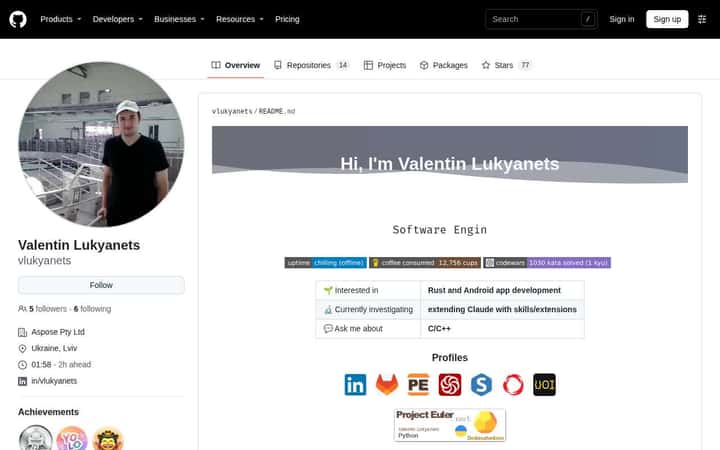 Products Developers Businesses Resources Pricing Search / Sign in Sign up
Overview Repositories 14 Projects Packages Stars 77
vlukyanets / README.md
Hi, I'm Valentin Lukyanets
Software Engin
uptime chilling (offline) coffee consumed 12,756 cups codewars 1030 kata solved (1 kyu)
🌱 Interested in Rust and Android app development
🔬 Currently investigating extending Claude with skills/extensions
💬 Ask me about C/C++
Profiles
in PE S UOI
Project Euler
Valentin Lukyanets
Python
Valentin Lukyanets
vlukyanets
Follow
5 followers · 6 following
Aspose Pty Ltd
Ukraine, Lviv
01:58 - 2h ahead
in/vlukyanets
Achievements
YOLO